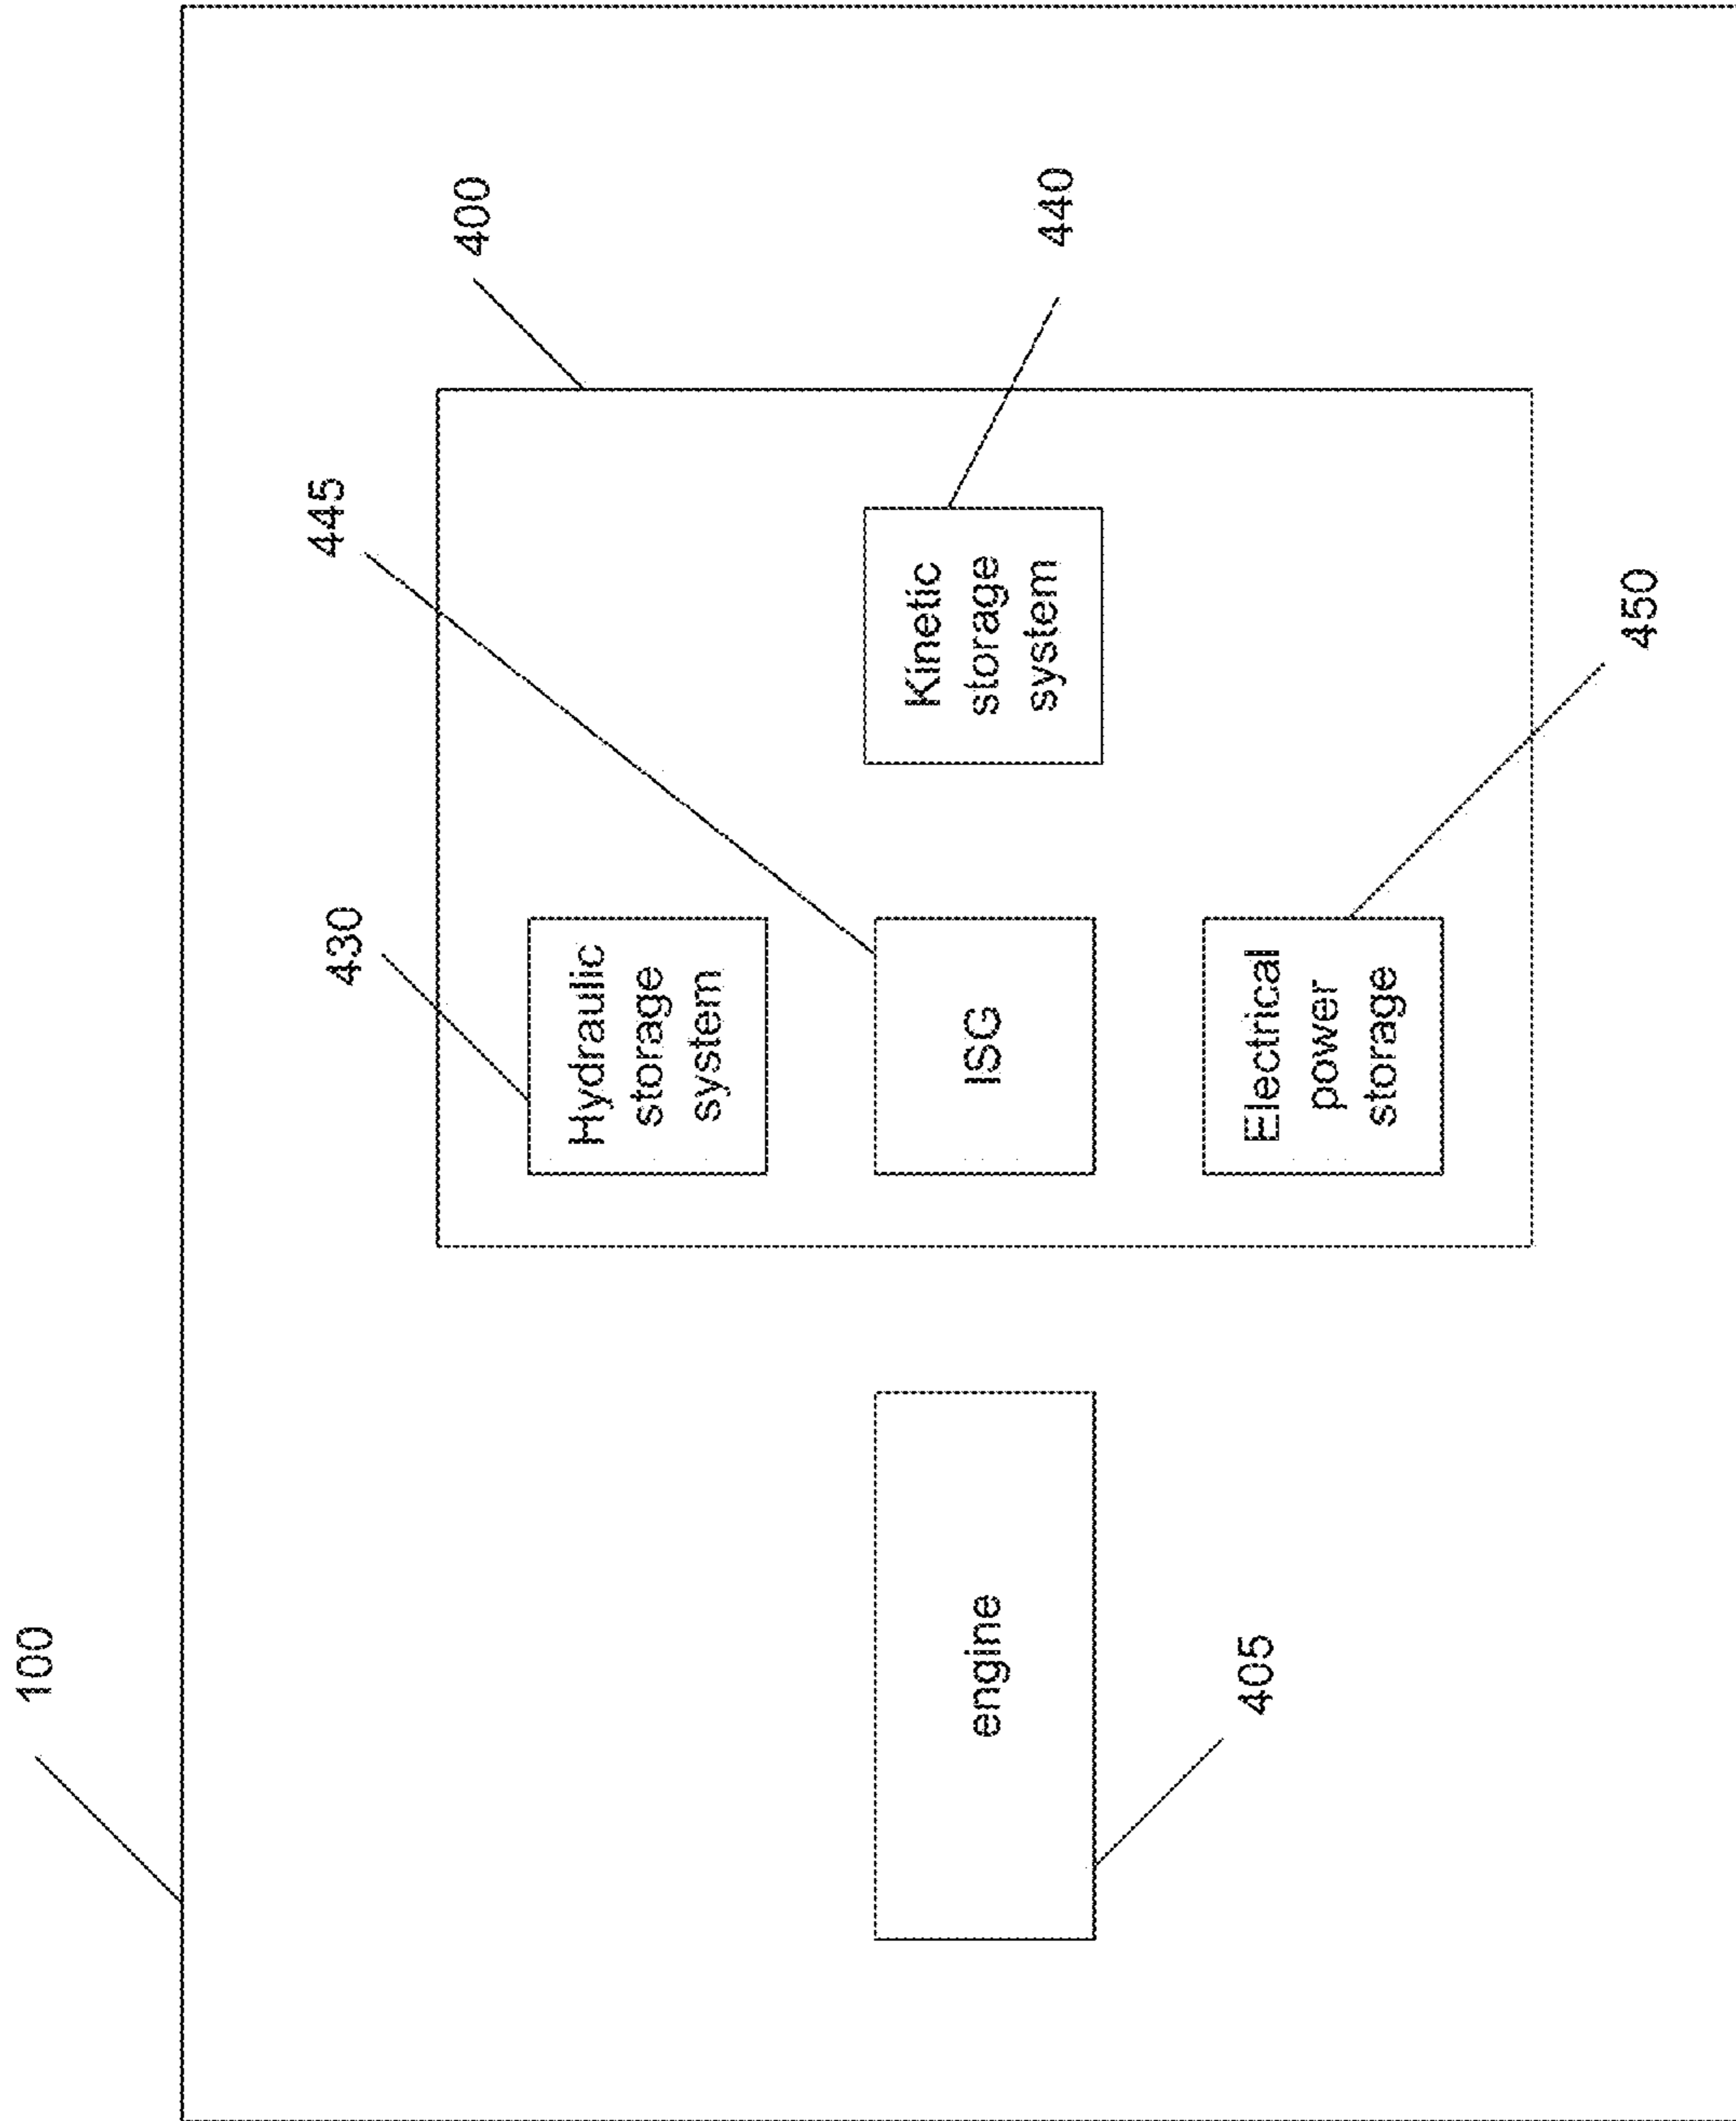 100
400
445
430
440
Hydraulic
storage
system
Kinetic
storage
system
engine
ISG
405
Electrical
power
storage
450